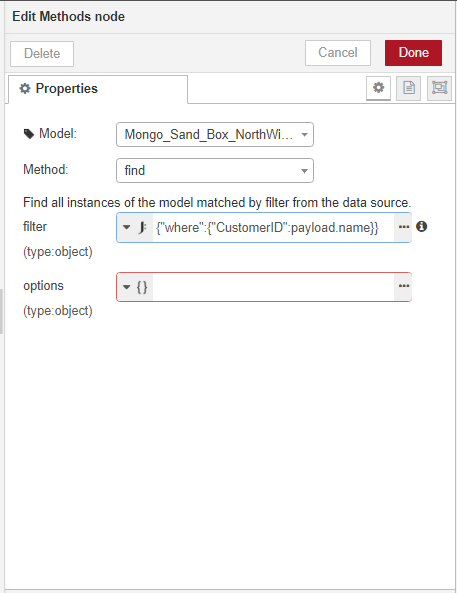 Edit Methods node
Delete
Cancel
Done
Properties
Model:
Mongo_Sand_Box_NorthWi...
Method:
find
Find all instances of the model matched by filter from the data source.
filter
J: {"where":{"CustomerID":payload.name}} •••
(type:object)
options
{} •••
(type:object)